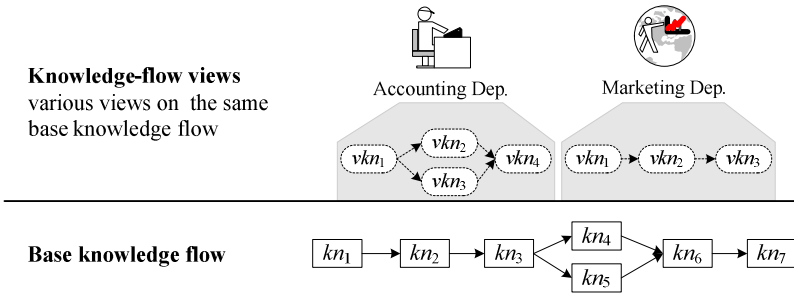 Knowledge-flow views
various views on the same
base knowledge flow
Accounting Dep.
Marketing Dep.
vkn1
vkn2
vkn3
vkn4
vkn1
vkn2
vkn3
Base knowledge flow
kn1
kn2
kn3
kn4
kn5
kn6
kn7